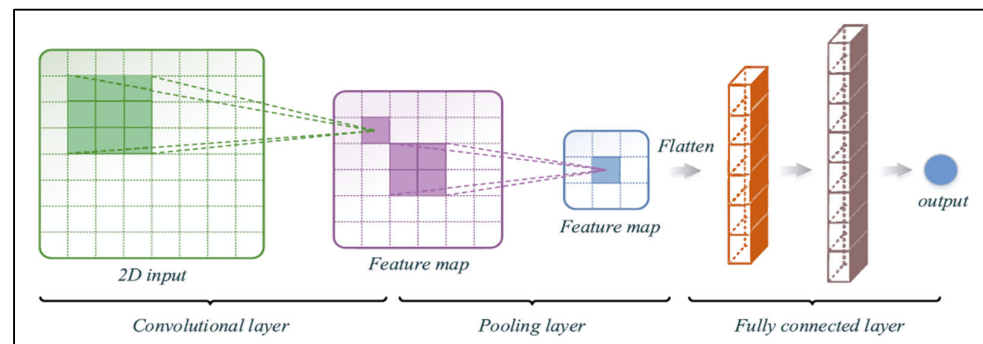 Flatten
output
Feature map
2D input
Feature map
Convolutional layer
Pooling layer
Fully connected layer